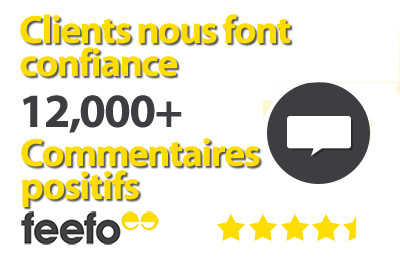 Clients nous font
confiance
12,000+
Commentaires
positifs
feefo